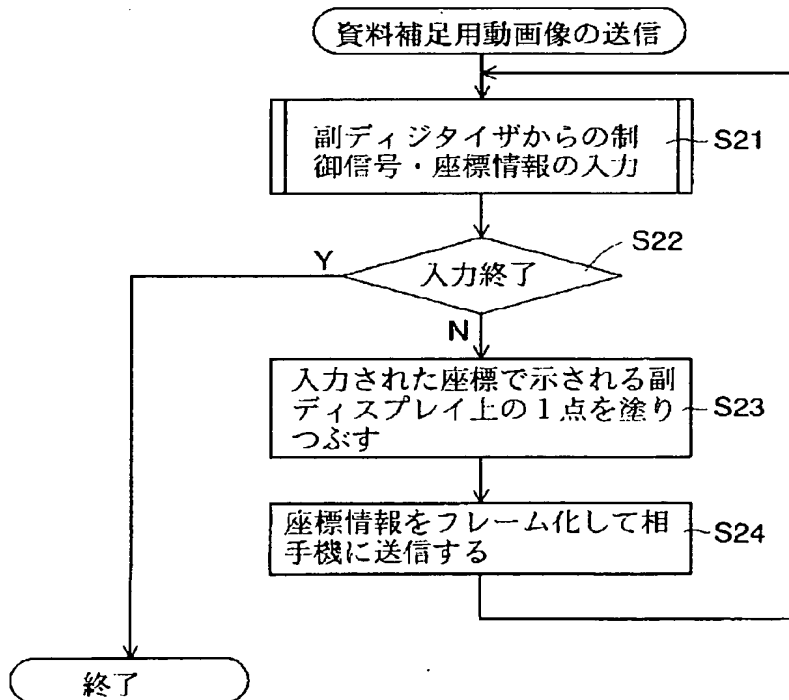 資料補足用動画像の送信
副ディジタイザからの制
御信号・座標情報の入力
S21
S22
Y
入力終了
N
入力された座標で示される副
ディスプレイ上の1点を塗り
つぶす
S23
座標情報をフレーム化して相
手機に送信する
S24
終了